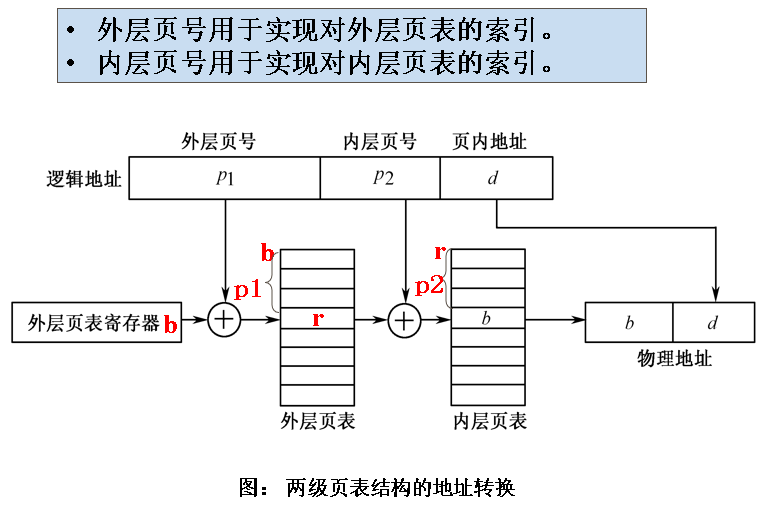 • 外层页号用于实现对外层页表的索引。
• 内层页号用于实现对内层页表的索引。
外层页号 内层页号 页内地址
逻辑地址 p1 p2 d
b r
p1 p2
外层页表寄存器 b + r + b b d
物理地址
外层页表 内层页表
图： 两级页表结构的地址转换